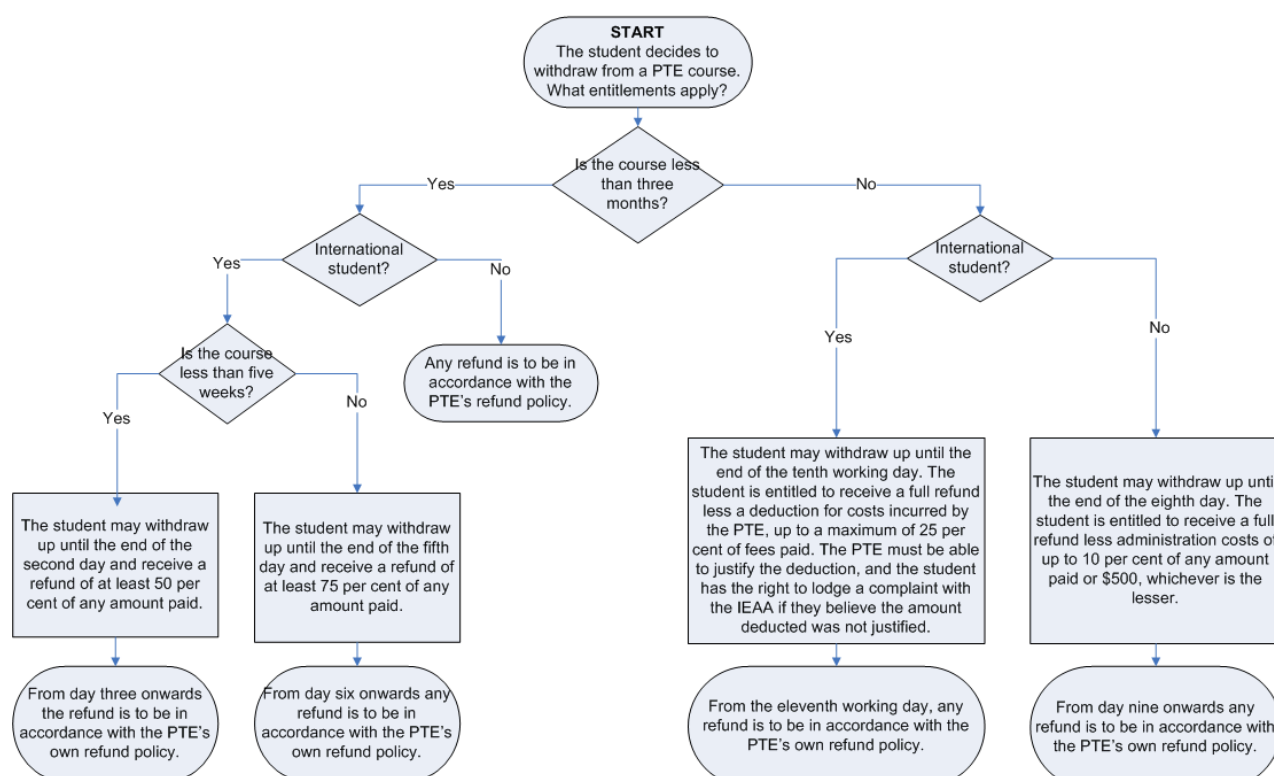 START
The student decides to
withdraw from a PTE course.
What entitlements apply?
Is the course less
than three
months?
Yes
No
International
student?
International
student?
Yes
No
Yes
No
Is the course
less than five
weeks?
Any refund is to be in
accordance with the
PTE's refund policy.
Yes
No
The student may withdraw
up until the end of the
second day and receive a
refund of at least 50 per
cent of any amount paid.
The student may withdraw
up until the end of the fifth
day and receive a refund of
at least 75 per cent of any
amount paid.
The student may withdraw up until the
end of the tenth working day. The
student is entitled to receive a full refund
less a deduction for costs incurred by
the PTE, up to a maximum of 25 per
cent of fees paid. The PTE must be able
to justify the deduction, and the student
has the right to lodge a complaint with
the IEAA if they believe the amount
deducted was not justified.
The student may withdraw up until
the end of the eighth day. The
student is entitled to receive a full
refund less administration costs of
up to 10 per cent of any amount
paid or $500, whichever is the
lesser.
From day three onwards
the refund is to be in
accordance with the PTE's
own refund policy.
From day six onwards any
refund is to be in
accordance with the PTE's
own refund policy.
From the eleventh working day, any
refund is to be in accordance with the
PTE's own refund policy.
From day nine onwards any
refund is to be in accordance with
the PTE's own refund policy.